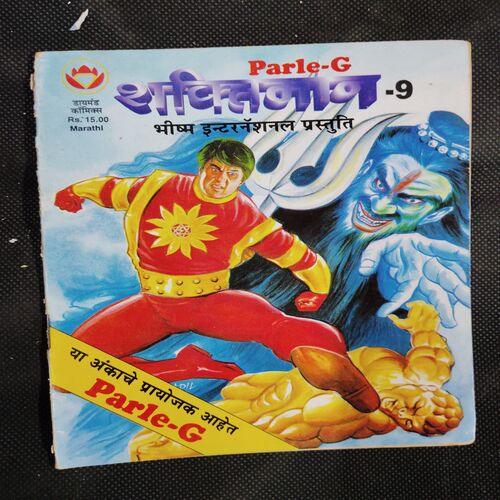 Parle-G
शक्तिमान -9
डायमंड
कॉमिक्स
Rs. 15.00
Marathi
भीष्म इन्टरनॅशनल प्रस्तुति
या अंकाचे प्रायोजक आहेत
Parle-G